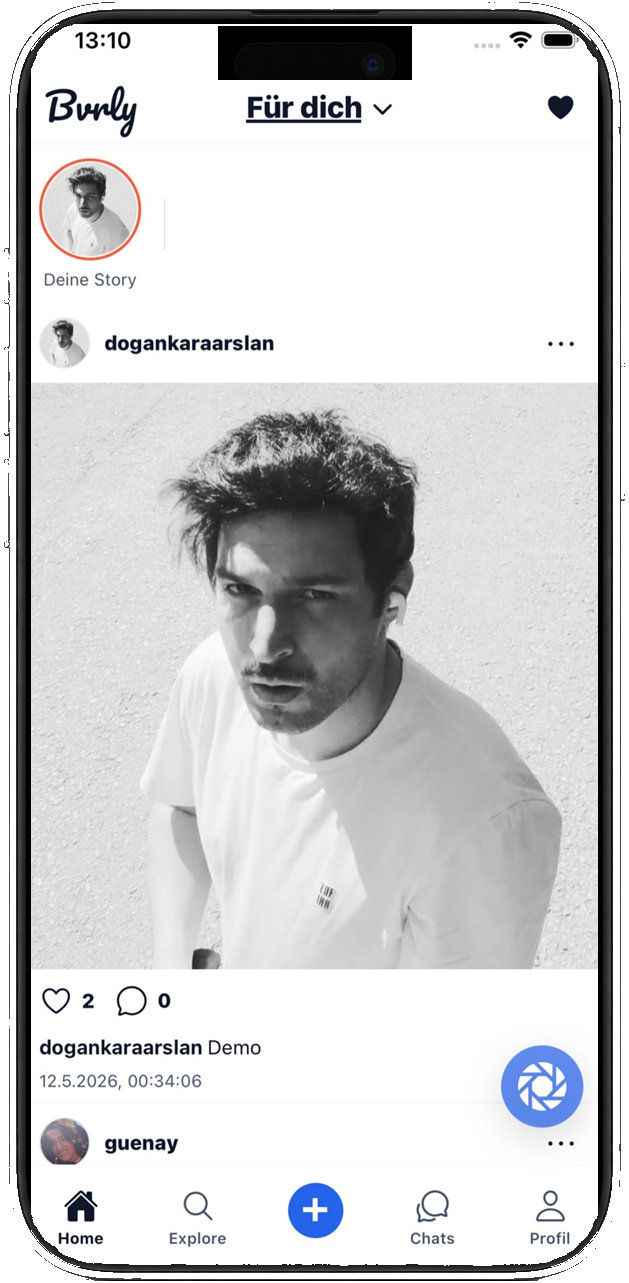 13:10
Bvrly
Für dich
Deine Story
dogankaraarslan
2 0
dogankaraarslan Demo
12.5.2026, 00:34:06
guenay
Home Explore Chats Profil